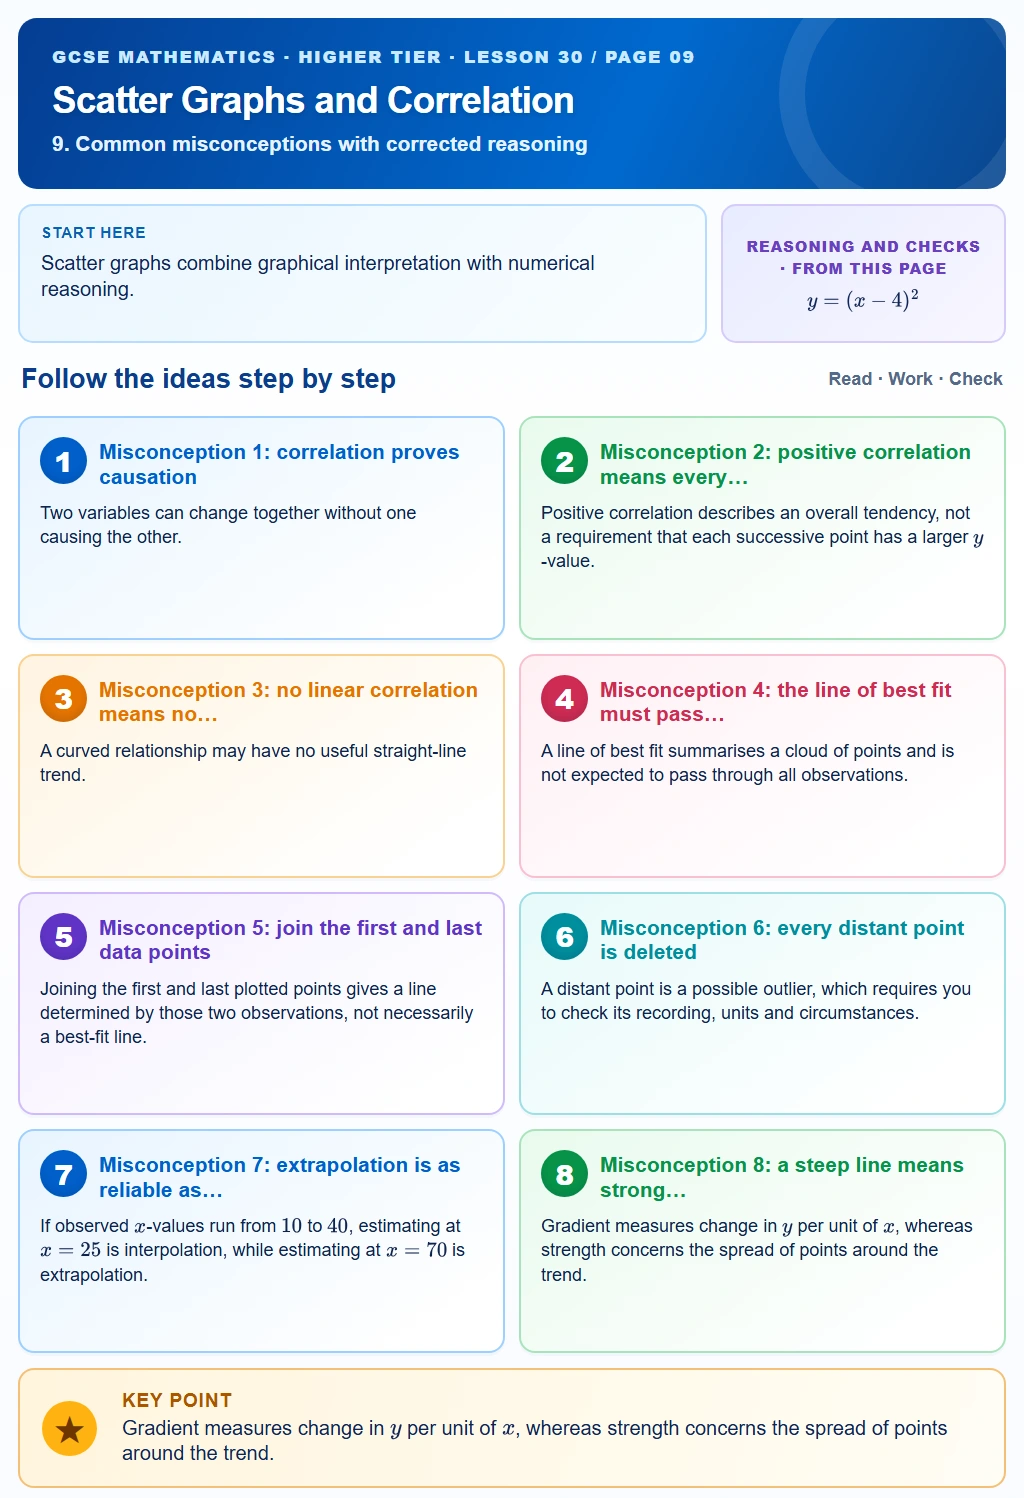 GCSE MATHEMATICS · HIGHER TIER · LESSON 30 / PAGE 09
Scatter Graphs and Correlation
9. Common misconceptions with corrected reasoning
START HERE
Scatter graphs combine graphical interpretation with numerical
reasoning.
REASONING AND CHECKS
· FROM THIS PAGE
y = (x − 4)²
Follow the ideas step by step
Read · Work · Check
1
Misconception 1: correlation proves
causation
Two variables can change together without one
causing the other.
2
Misconception 2: positive correlation
means every…
Positive correlation describes an overall tendency, not
a requirement that each successive point has a larger y
-value.
3
Misconception 3: no linear correlation
means no…
A curved relationship may have no useful straight-line
trend.
4
Misconception 4: the line of best fit
must pass…
A line of best fit summarises a cloud of points and is
not expected to pass through all observations.
5
Misconception 5: join the first and last
data points
Joining the first and last plotted points gives a line
determined by those two observations, not necessarily
a best-fit line.
6
Misconception 6: every distant point
is deleted
A distant point is a possible outlier, which requires you
to check its recording, units and circumstances.
7
Misconception 7: extrapolation is as
reliable as…
If observed x-values run from 10 to 40, estimating at
x = 25 is interpolation, while estimating at x = 70 is
extrapolation.
8
Misconception 8: a steep line means
strong…
Gradient measures change in y per unit of x, whereas
strength concerns the spread of points around the
trend.
KEY POINT
Gradient measures change in y per unit of x, whereas strength concerns the spread of points
around the trend.